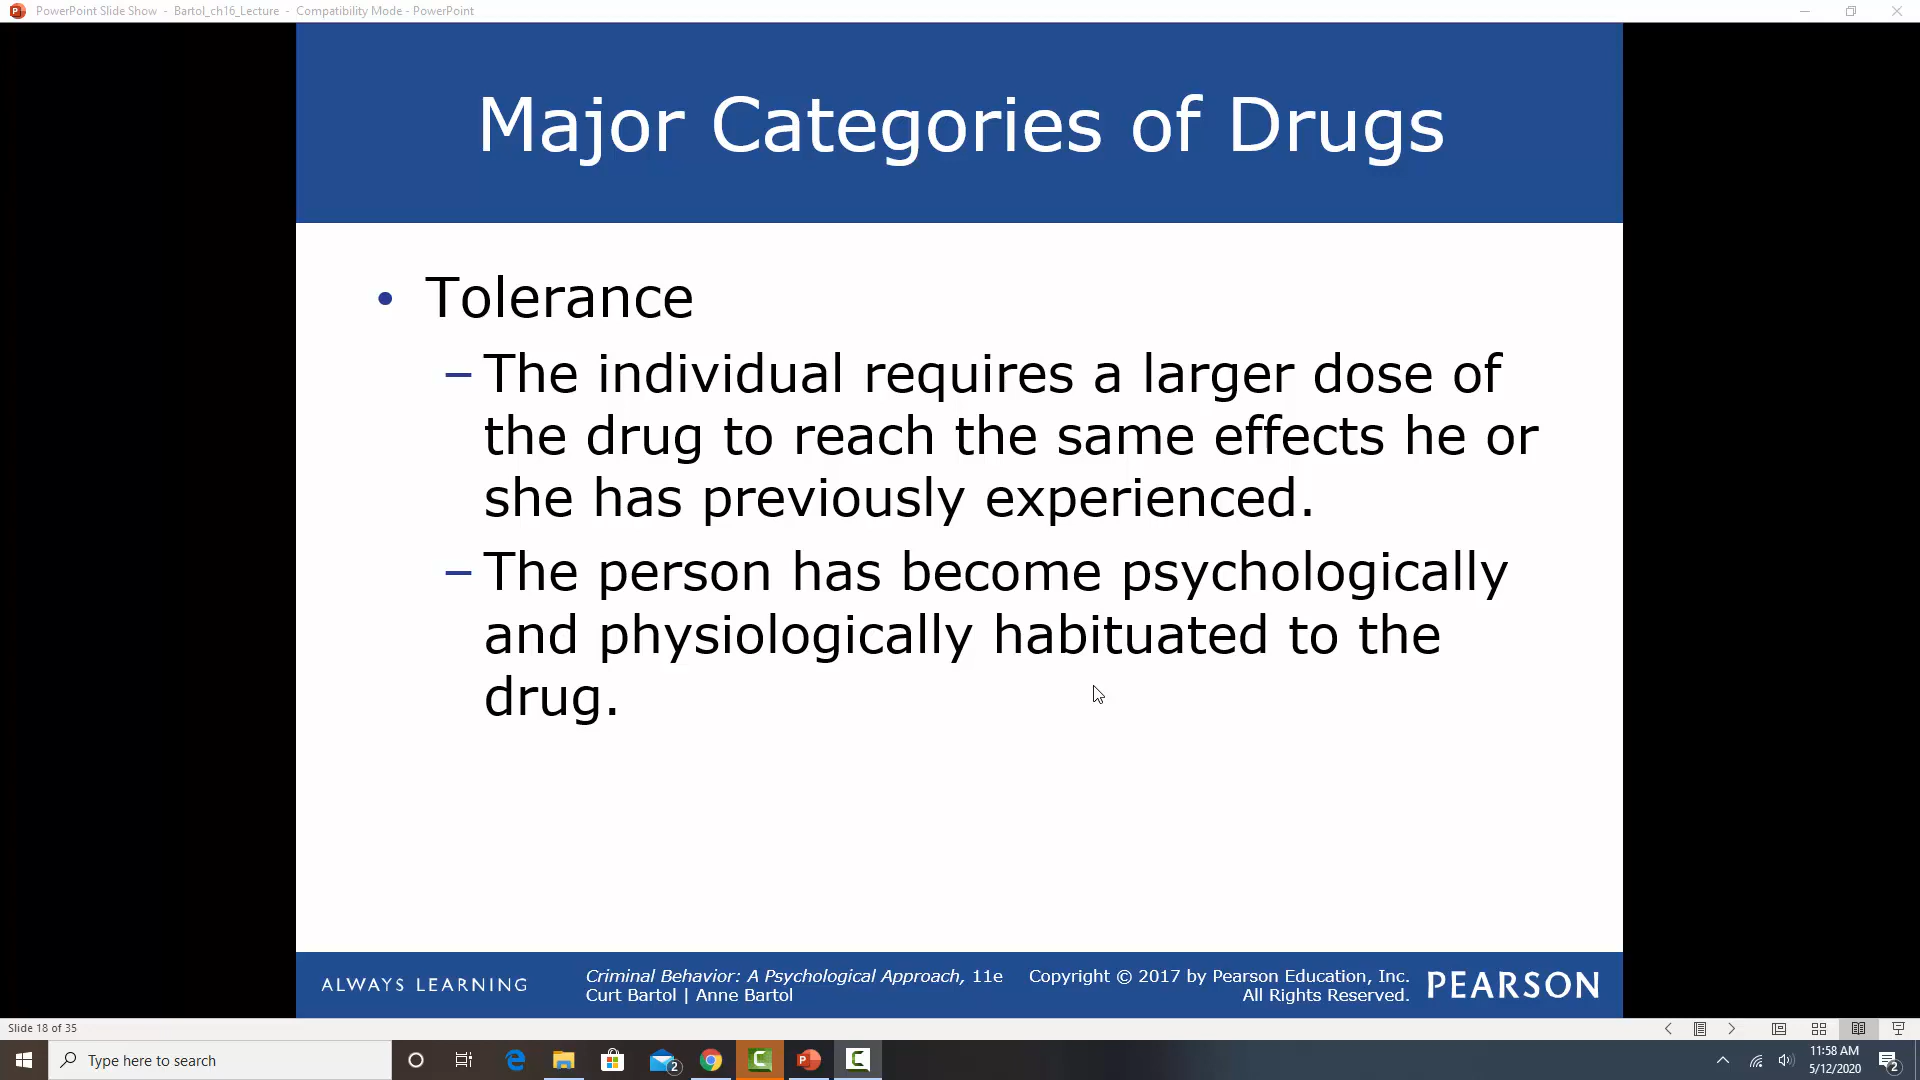 PowerPoint Slide Show - Bartol_ch16_Lecture - Compatibility Mode - PowerPoint
Major Categories of Drugs
• Tolerance
– The individual requires a larger dose of
the drug to reach the same effects he or
she has previously experienced.
– The person has become psychologically
and physiologically habituated to the
drug.
ALWAYS LEARNING
Criminal Behavior: A Psychological Approach, 11e
Curt Bartol | Anne Bartol
Copyright © 2017 by Pearson Education, Inc.
All Rights Reserved.
PEARSON
Slide 18 of 35
Type here to search
2
11:58 AM
5/12/2020
2